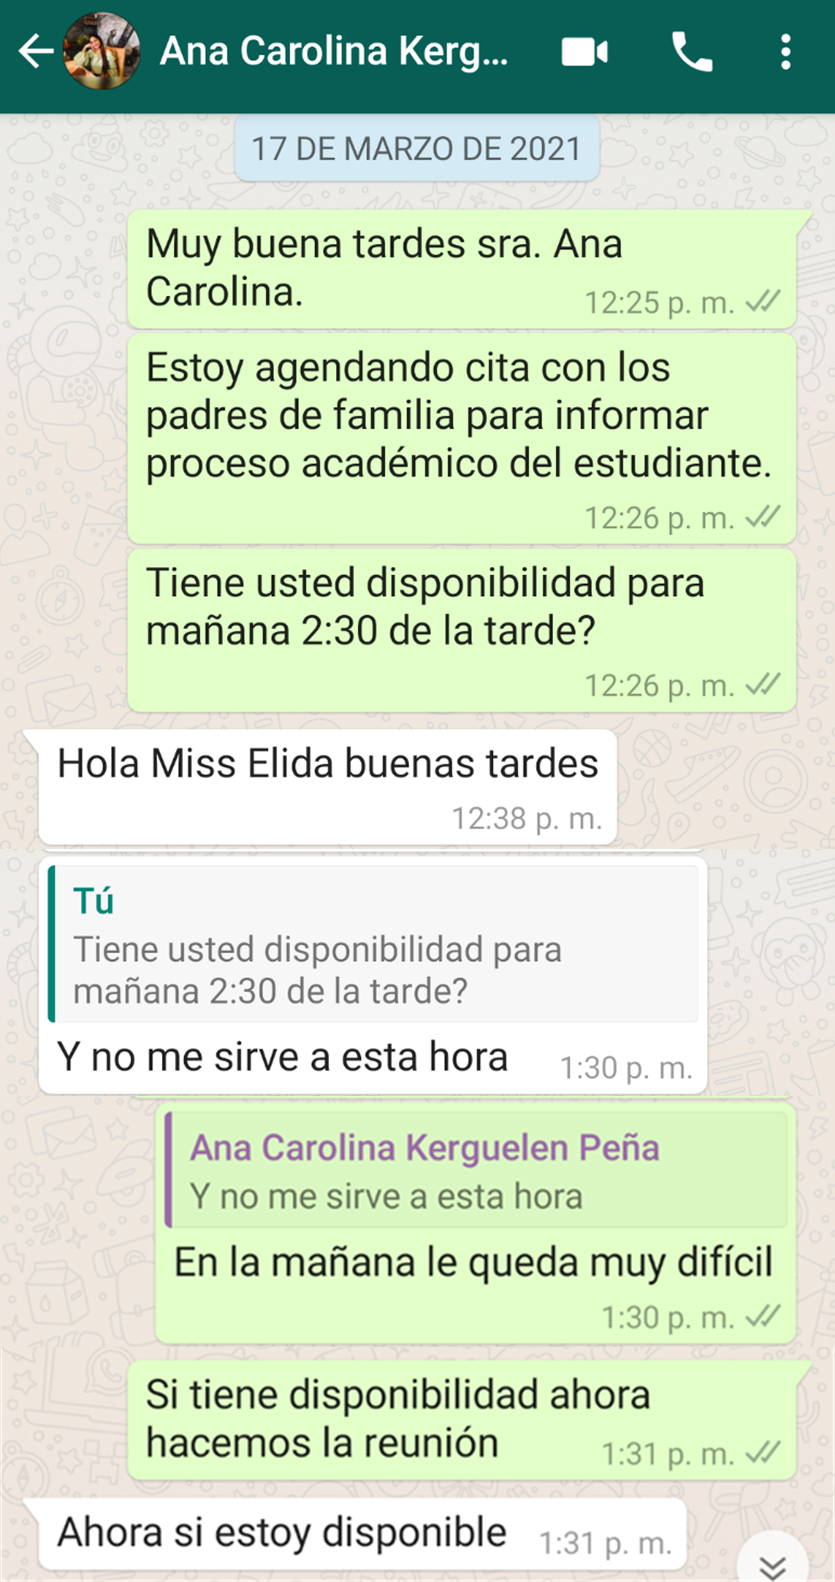 Ana Carolina Kerg...
17 DE MARZO DE 2021
Muy buena tardes sra. Ana
Carolina.
12:25 p. m.
Estoy agendando cita con los
padres de familia para informar
proceso académico del estudiante.
12:26 p. m.
Tiene usted disponibilidad para
mañana 2:30 de la tarde?
12:26 p. m.
Hola Miss Elida buenas tardes
12:38 p. m.
Tú
Tiene usted disponibilidad para
mañana 2:30 de la tarde?
Y no me sirve a esta hora
1:30 p. m.
Ana Carolina Kerguelen Peña
Y no me sirve a esta hora
En la mañana le queda muy difícil
1:30 p. m.
Si tiene disponibilidad ahora
hacemos la reunión
1:31 p. m.
Ahora si estoy disponible
1:31 p. m.